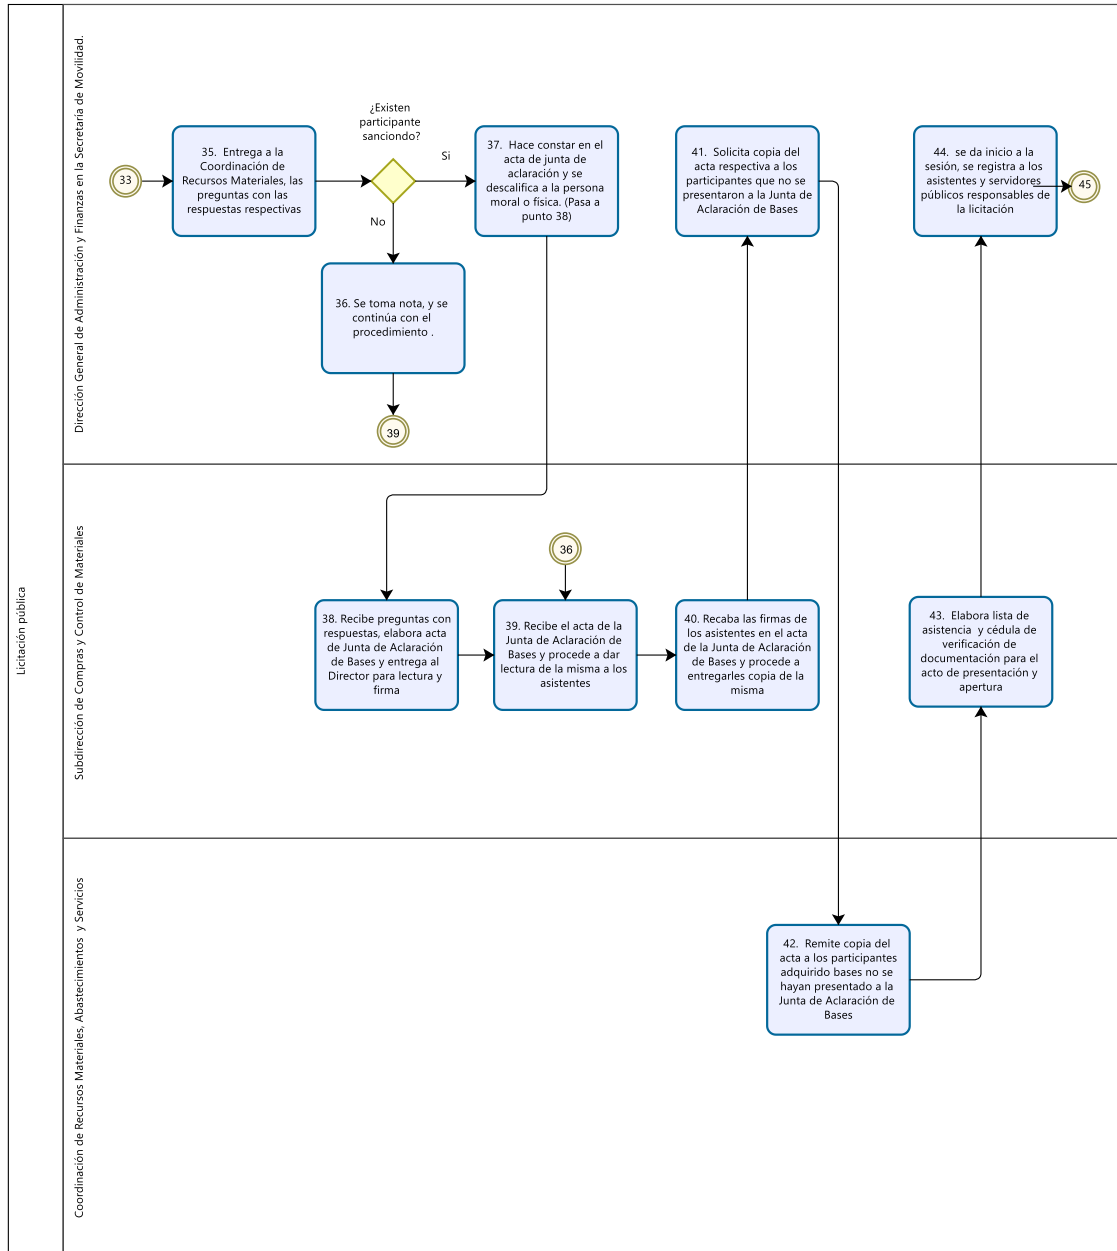 Licitación pública
Dirección General de Administración y Finanzas en la Secretaría de Movilidad.
33
35.  Entrega a la
Coordinación de
Recursos Materiales, las
preguntas con las
respuestas respectivas
¿Existen
participante
sanciondo?
Si
No
37.  Hace constar en el
acta de junta de
aclaración y se
descalifica a la persona
moral o física. (Pasa a
punto 38)
41.  Solicita copia del
acta respectiva a los
participantes que no se
presentaron a la Junta de
Aclaración de Bases
44.  se da inicio a la
sesión, se registra a los
asistentes y servidores
públicos responsables de
la licitación
45
36. Se toma nota, y se
continúa con el
procedimiento .
39
Subdirección de Compras y Control de Materiales
36
38. Recibe preguntas con
respuestas, elabora acta
de Junta de Aclaración
de Bases y entrega al
Director para lectura y
firma
39. Recibe el acta de la
Junta de Aclaración de
Bases y procede a dar
lectura de la misma a los
asistentes
40. Recaba las firmas de
los asistentes en el acta
de la Junta de Aclaración
de Bases y procede a
entregarles copia de la
misma
43.  Elabora lista de
asistencia  y cédula de
verificación de
documentación para el
acto de presentación y
apertura
Coordinación de Recursos Materiales, Abastecimientos  y Servicios
42.  Remite copia del
acta a los participantes
adquirido bases no se
hayan presentado a la
Junta de Aclaración de
Bases